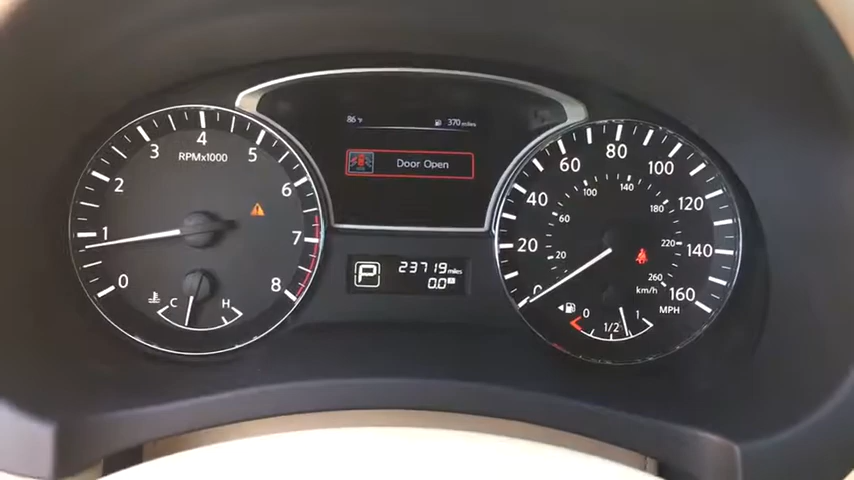 86°F 370 miles
Door Open
RPMx1000
0 1 2 3 4 5 6 7 8
C H
P
23719 miles
0.0
0 20 40 60 80 100 120 140 160
MPH
20 60 100 140 180 220 260
km/h
0 1/2 1